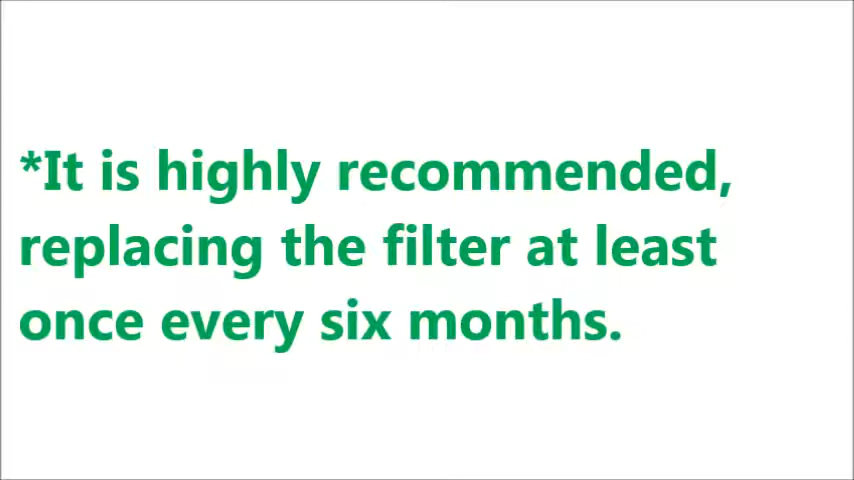 *It is highly recommended,
replacing the filter at least
once every six months.